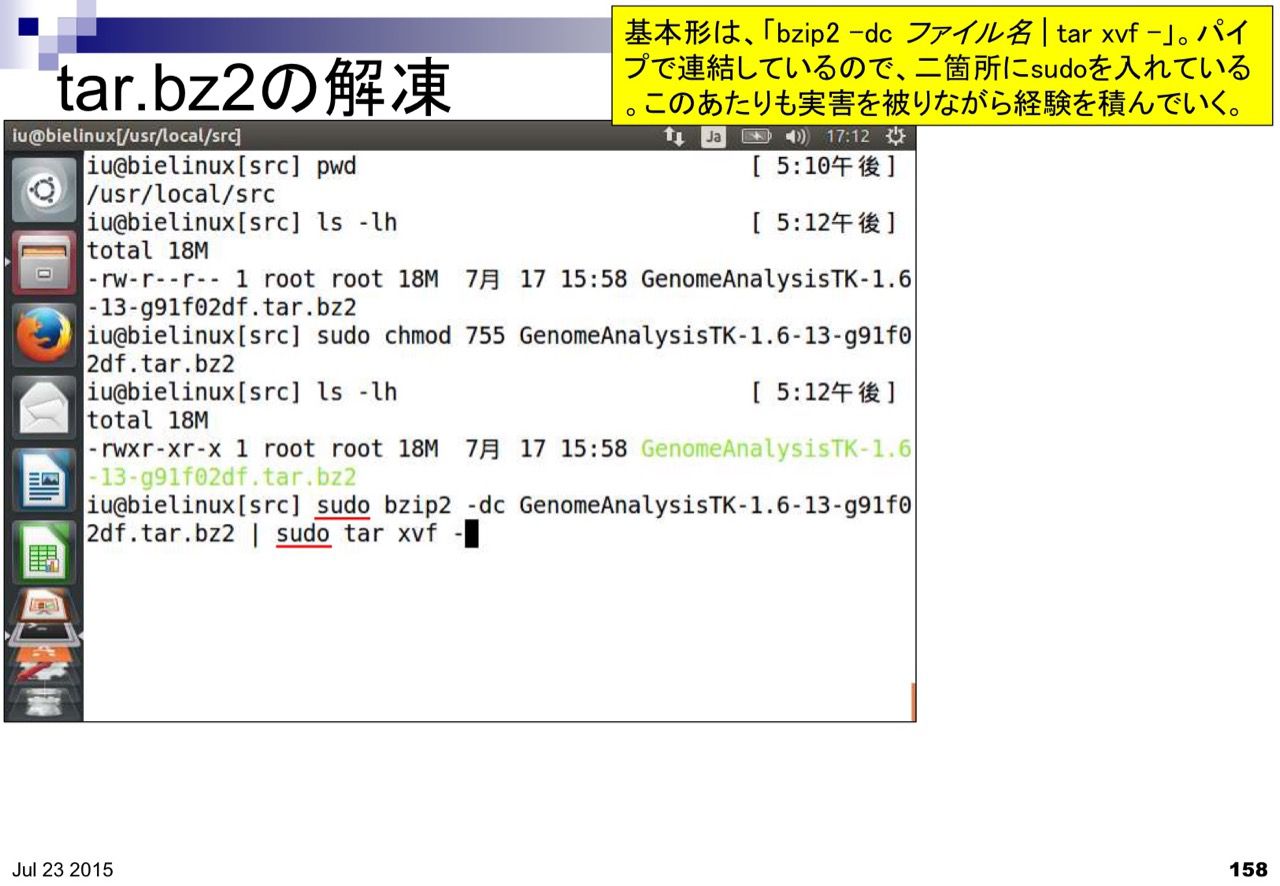 tar.bz2の解凍
基本形は、「bzip2 –dc ファイル名 | tar xvf –」。パイ
プで連結しているので、二箇所にsudoを入れている
。このあたりも実害を被りながら経験を積んでいく。
iu@bielinux[/usr/local/src]
Ja
17:12
iu@bielinux[src] pwd [ 5:10午後]
/usr/local/src
iu@bielinux[src] ls -lh [ 5:12午後]
total 18M
-rw-r--r-- 1 root root 18M 7月 17 15:58 GenomeAnalysisTK-1.6
-13-g91f02df.tar.bz2
iu@bielinux[src] sudo chmod 755 GenomeAnalysisTK-1.6-13-g91f0
2df.tar.bz2
iu@bielinux[src] ls -lh [ 5:12午後]
total 18M
-rwxr-xr-x 1 root root 18M 7月 17 15:58 GenomeAnalysisTK-1.6
-13-g91f02df.tar.bz2
iu@bielinux[src] sudo bzip2 -dc GenomeAnalysisTK-1.6-13-g91f0
2df.tar.bz2 | sudo tar xvf -
Jul 23 2015
158